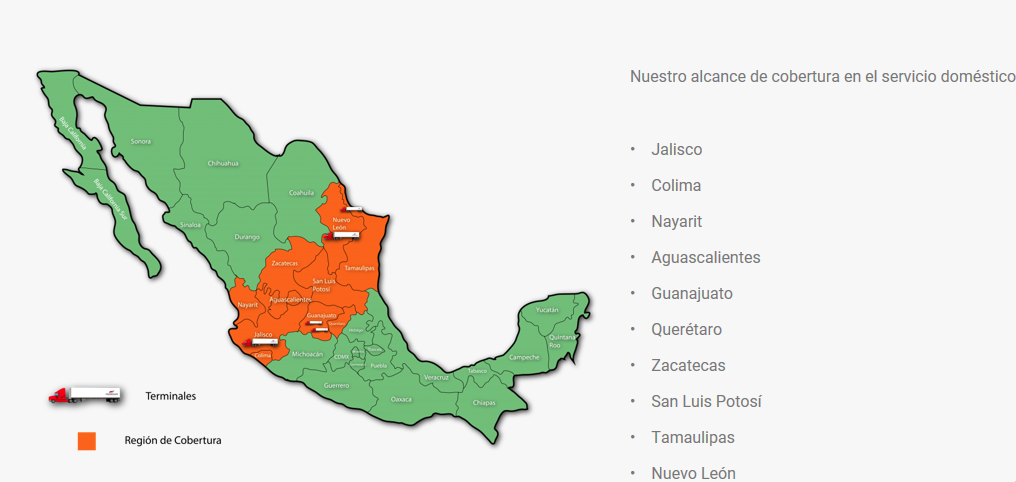 Nuestro alcance de cobertura en el servicio doméstico
• Jalisco
• Colima
• Nayarit
• Aguascalientes
• Guanajuato
• Querétaro
• Zacatecas
• San Luis Potosí
• Tamaulipas
• Nuevo León
Baja California
Sonora
Chihuahua
Baja California Sur
Coahuila
Sinaloa
Durango
Nuevo
León
Zacatecas
Tamaulipas
San Luis
Potosí
Nayarit
Aguascalientes
Guanajuato
Jalisco
Colima
Michoacán
CDMX
Puebla
Guerrero
Veracruz
Oaxaca
Tabasco
Chiapas
Campeche
Yucatán
Quintana
Roo
Terminales
Región de Cobertura